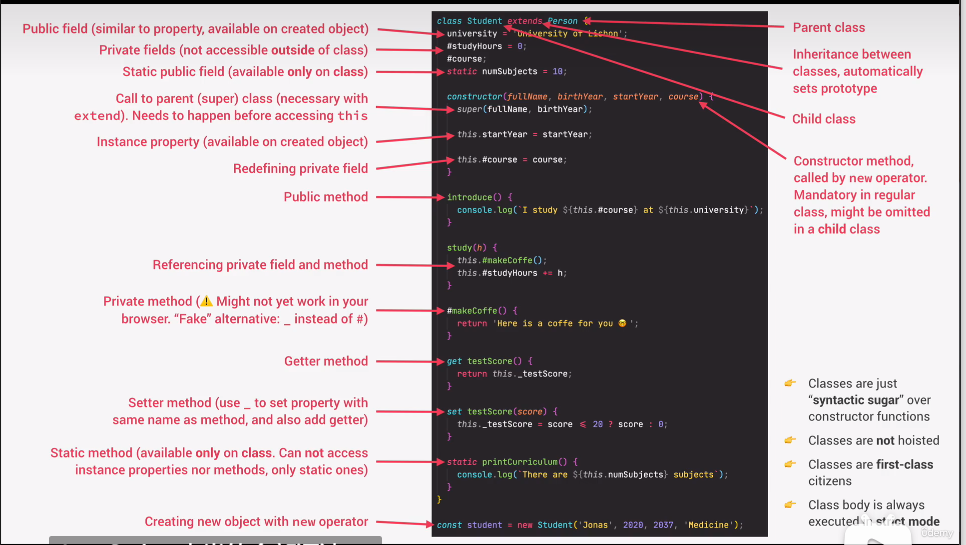 Public field (similar to property, available on created object)
Private fields (not accessible outside of class)
Static public field (available only on class)
Call to parent (super) class (necessary with
extend). Needs to happen before accessing this
Instance property (available on created object)
Redefining private field
Public method
Referencing private field and method
Private method (⚠️ Might not yet work in your
browser. “Fake” alternative: _ instead of #)
Getter method
Setter method (use _ to set property with
same name as method, and also add getter)
Static method (available only on class. Can not access
instance properties nor methods, only static ones)
Creating new object with new operator
class Student extends Person {
university = 'University of Lisbon';
#studyHours = 0;
#course;
static numSubjects = 10;
constructor(fullName, birthYear, startYear, course) {
super(fullName, birthYear);
this.startYear = startYear;
this.#course = course;
}
introduce() {
console.log(`I study ${this.#course} at ${this.university}`);
}
study(h) {
this.#makeCoffe();
this.#studyHours += h;
}
#makeCoffe() {
return 'Here is a coffe for you 🤓';
}
get testScore() {
return this._testScore;
}
set testScore(score) {
this._testScore = score ≤ 20 ? score : 0;
}
static printCurriculum() {
console.log(`There are ${this.numSubjects} subjects`);
}
}
const student = new Student('Jonas', 2020, 2037, 'Medicine');
Parent class
Inheritance between
classes, automatically
sets prototype
Child class
Constructor method,
called by new operator.
Mandatory in regular
class, might be omitted
in a child class
👉 Classes are just
“syntactic sugar” over
constructor functions
👉 Classes are not hoisted
👉 Classes are first-class
citizens
👉 Class body is always
executed in strict mode
Udemy